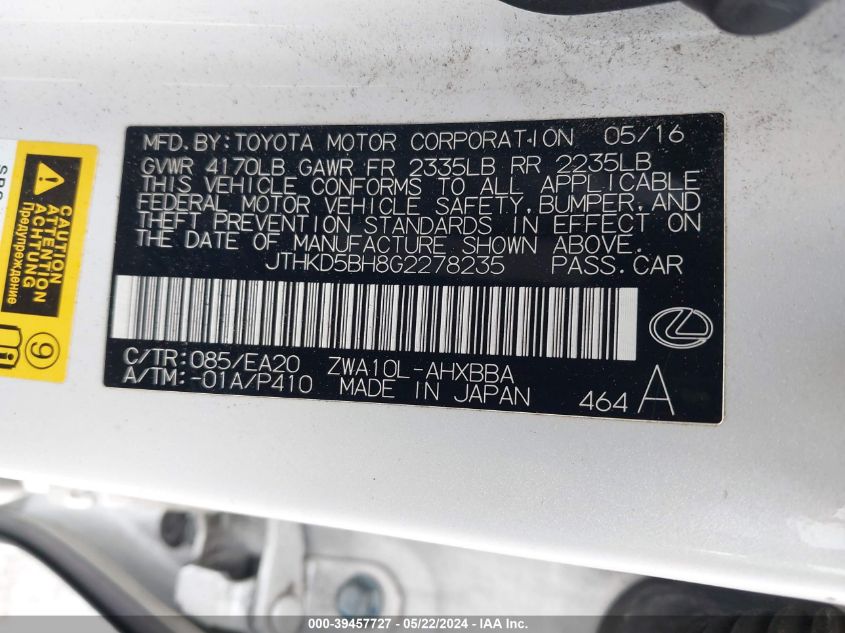 MFD.BY:TOYOTA MOTOR CORPORATION 05/16
GVWR 4170LB GAWR FR 2335LB RR 2235LB
THIS VEHICLE CONFORMS TO ALL APPLICABLE
FEDERAL MOTOR VEHICLE SAFETY,BUMPER,AND
THEFT PREVENTION STANDARDS IN EFFECT ON
THE DATE OF MANUFACTURE SHOWN ABOVE.
JTHKD5BH8G2278235 PASS.CAR
C/TR:085/EA20 ZWA10L-AHXBBA
A/TM:-01A/P410 MADE IN JAPAN 464 A
CAUTION
ATTENTION
ACHTUNG
Предупреждение
9
000-39457727 - 05/22/2024 - IAA Inc.